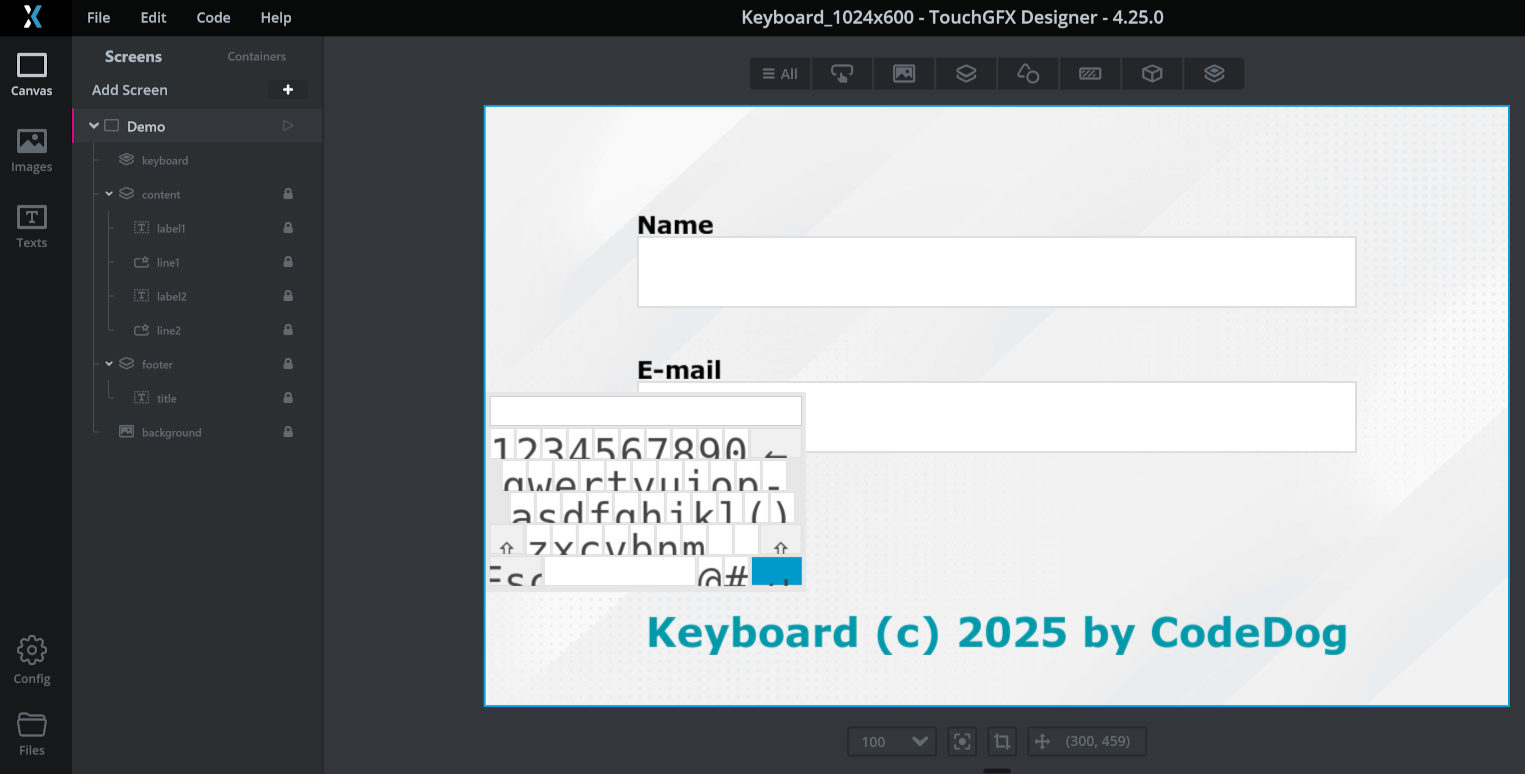 File Edit Code Help
Keyboard_1024x600 - TouchGFX Designer - 4.25.0
Screens Containers
Canvas
Add Screen +
All
Demo
Images
keyboard
content
Texts
label1
line1
label2
line2
footer
title
background
Name
E-mail
1234567890 ←
qwertyuiop-
asdfghjkl()
⇧ zxcvbnm ⇧
Esc @#
Keyboard (c) 2025 by CodeDog
Config
Files
100
(300, 459)